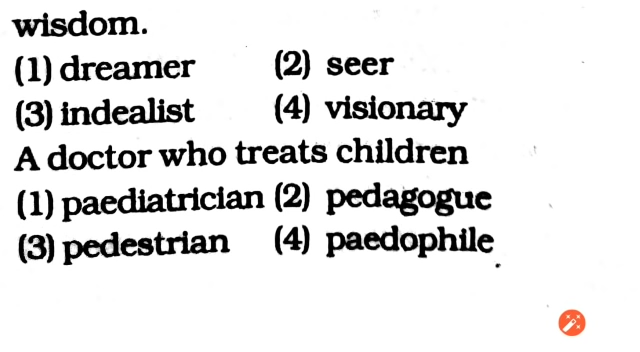 wisdom.
(1) dreamer (2) seer
(3) indealist (4) visionary
A doctor who treats children
(1) paediatrician (2) pedagogue
(3) pedestrian (4) paedophile